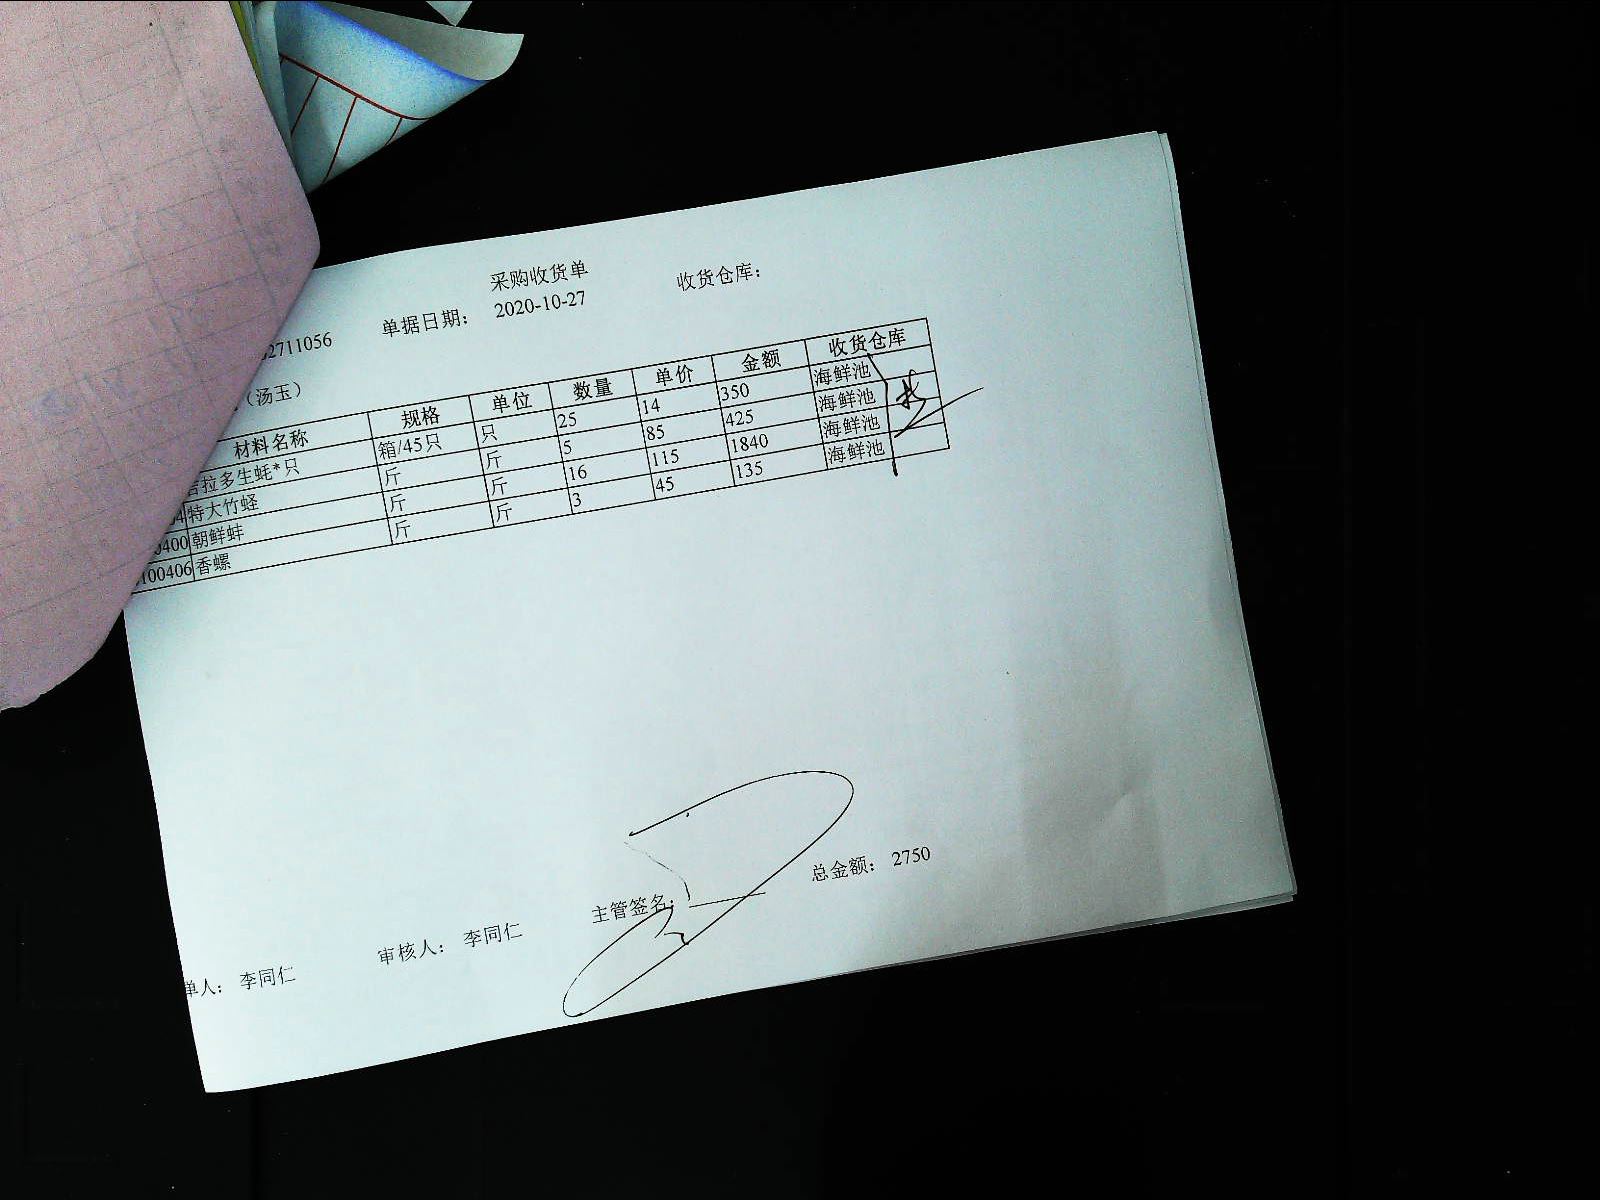 采购收货单
单据日期： 2020-10-27 收货仓库：
2711056
（汤玉）
材料名称 规格 单位 数量 单价 金额 收货仓库
吉拉多生蚝*只 箱/45只 只 25 14 350 海鲜池
4 特大竹蛏 斤 斤 5 85 425 海鲜池
0400 朝鲜蚌 斤 斤 16 115 1840 海鲜池
100406 香螺 斤 斤 3 45 135 海鲜池
单人： 李同仁 审核人： 李同仁 主管签名： 总金额： 2750